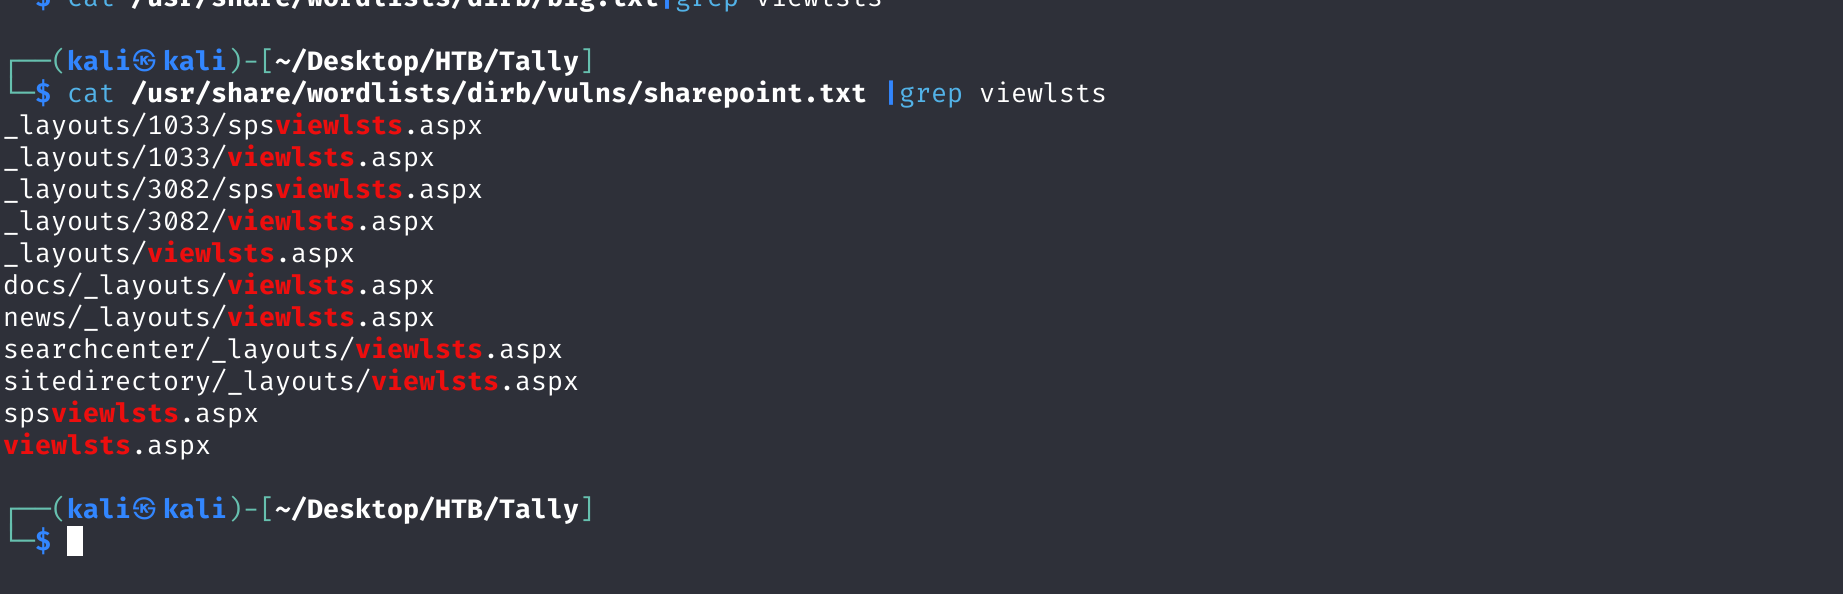 $ cat /usr/share/wordlists/dirb/big.txt|grep viewlsts
┌──(kali㉿kali)-[~/Desktop/HTB/Tally]
└─$ cat /usr/share/wordlists/dirb/vulns/sharepoint.txt |grep viewlsts
_layouts/1033/spsviewlsts.aspx
_layouts/1033/viewlsts.aspx
_layouts/3082/spsviewlsts.aspx
_layouts/3082/viewlsts.aspx
_layouts/viewlsts.aspx
docs/_layouts/viewlsts.aspx
news/_layouts/viewlsts.aspx
searchcenter/_layouts/viewlsts.aspx
sitedirectory/_layouts/viewlsts.aspx
spsviewlsts.aspx
viewlsts.aspx
┌──(kali㉿kali)-[~/Desktop/HTB/Tally]
└─$